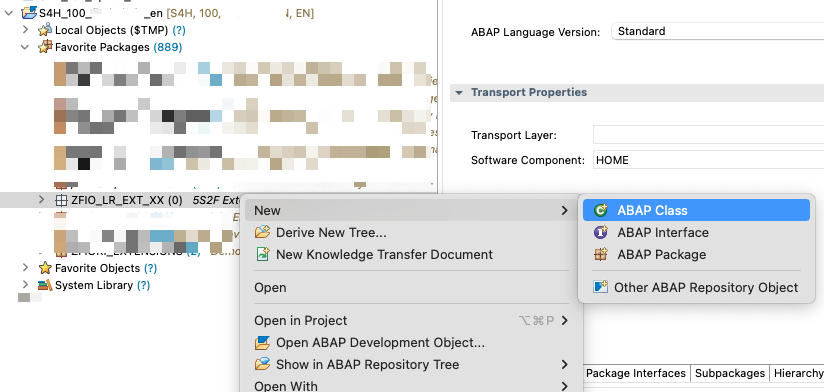 S4H_100_ _en [S4H, 100, N, EN]
Local Objects ($TMP) (?)
Favorite Packages (889)
ZFIO_LR_EXT_XX (0) 5S2F Ext
(2)
Favorite Objects (?)
System Library (?)
New
Derive New Tree...
New Knowledge Transfer Document
Open
Open in Project ⌥⌘P
Open ABAP Development Object...
Show in ABAP Repository Tree
Open With
ABAP Class
ABAP Interface
ABAP Package
Other ABAP Repository Object
ABAP Language Version: Standard
Transport Properties
Transport Layer:
Software Component: HOME
Package Interfaces Subpackages Hierarchy